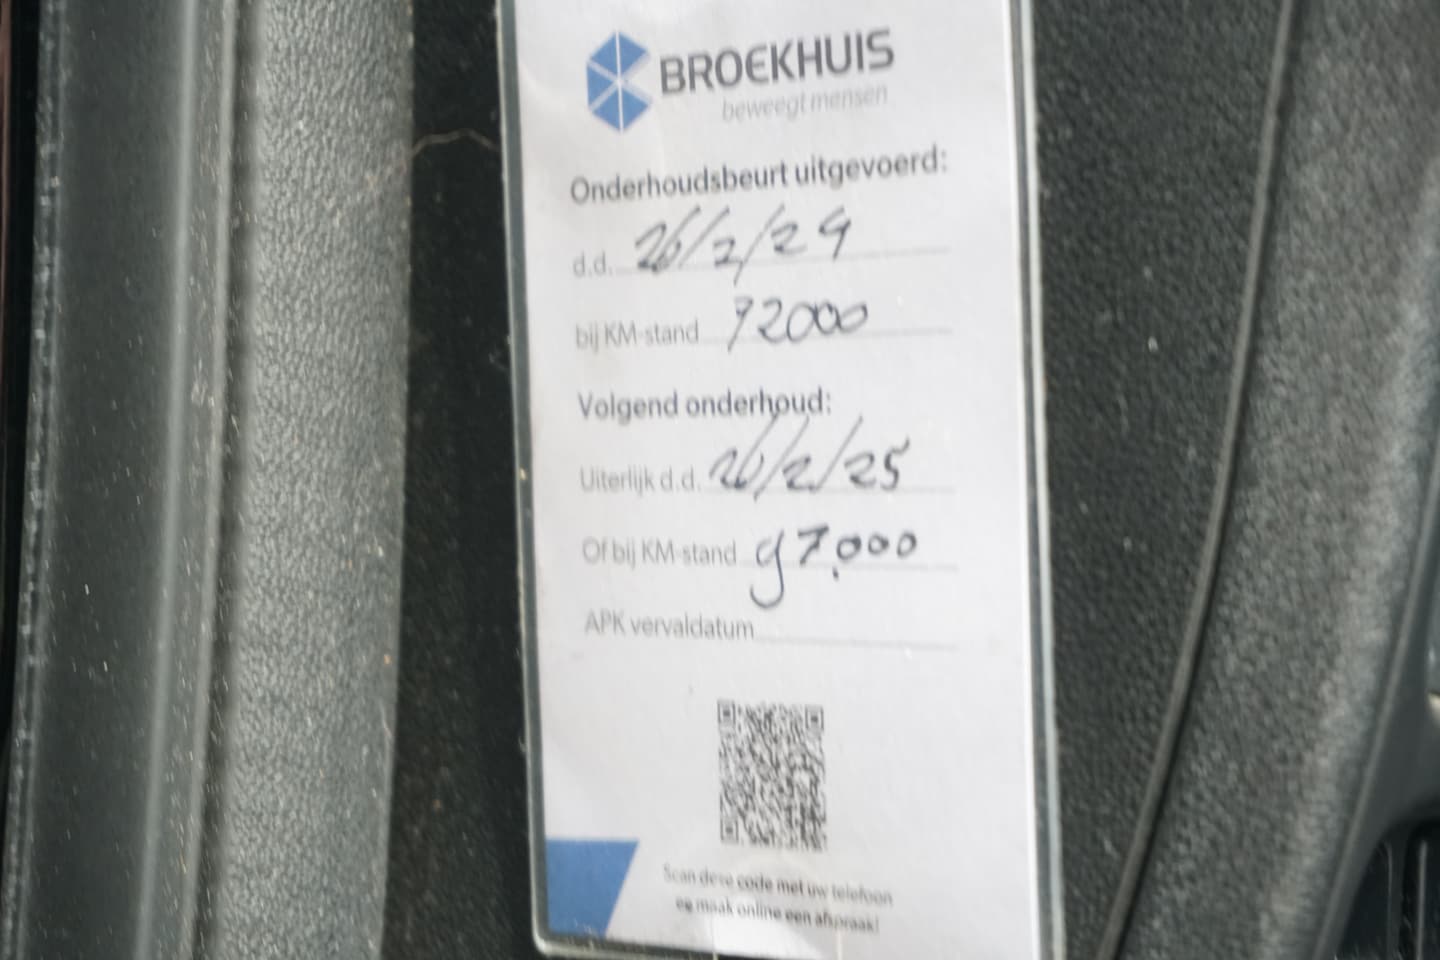 BROEKHUIS
beweegt mensen
Onderhoudsbeurt uitgevoerd:
d.d. 26/2/24
bij KM-stand 72000
Volgend onderhoud:
Uiterlijk d.d. 26/2/25
Of bij KM-stand 97.000
APK vervaldatum
Scan deze code met uw telefoon
en maak online een afspraak!